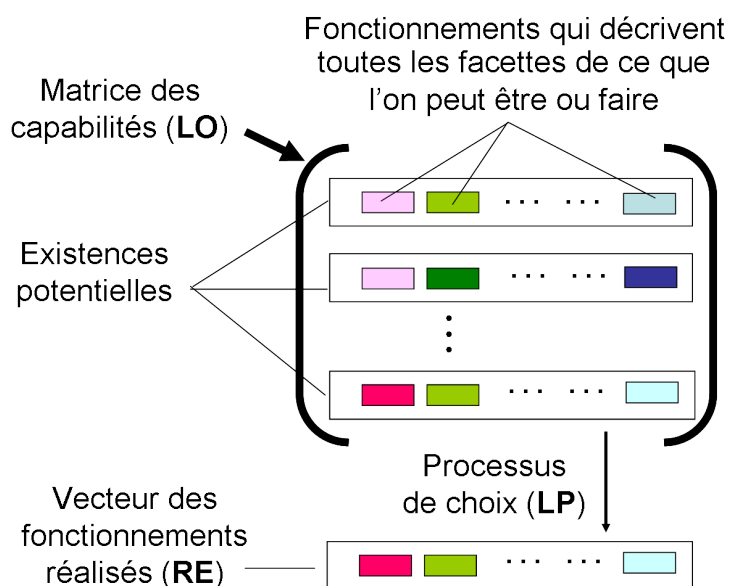 Fonctionnements qui décrivent
toutes les facettes de ce que
l'on peut être ou faire
Matrice des
capabilités (LO)
Existences
potentielles
Processus
de choix (LP)
Vecteur des
fonctionnements
réalisés (RE)